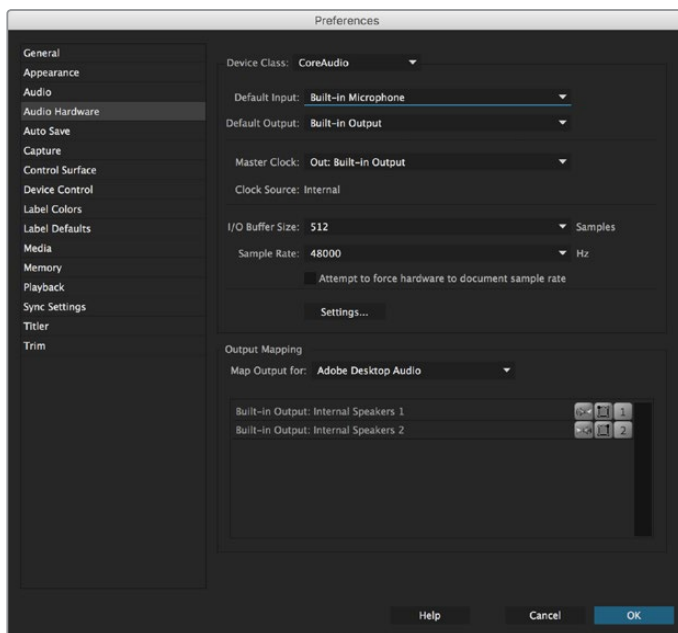 Preferences
General
Appearance
Audio
Audio Hardware
Auto Save
Capture
Control Surface
Device Control
Label Colors
Label Defaults
Media
Memory
Playback
Sync Settings
Titler
Trim
Device Class: CoreAudio
Default Input: Built-in Microphone
Default Output: Built-in Output
Master Clock: Out: Built-in Output
Clock Source: Internal
I/O Buffer Size: 512 Samples
Sample Rate: 48000 Hz
Attempt to force hardware to document sample rate
Settings...
Output Mapping
Map Output for: Adobe Desktop Audio
Built-in Output: Internal Speakers 1 1
Built-in Output: Internal Speakers 2 2
Help Cancel OK